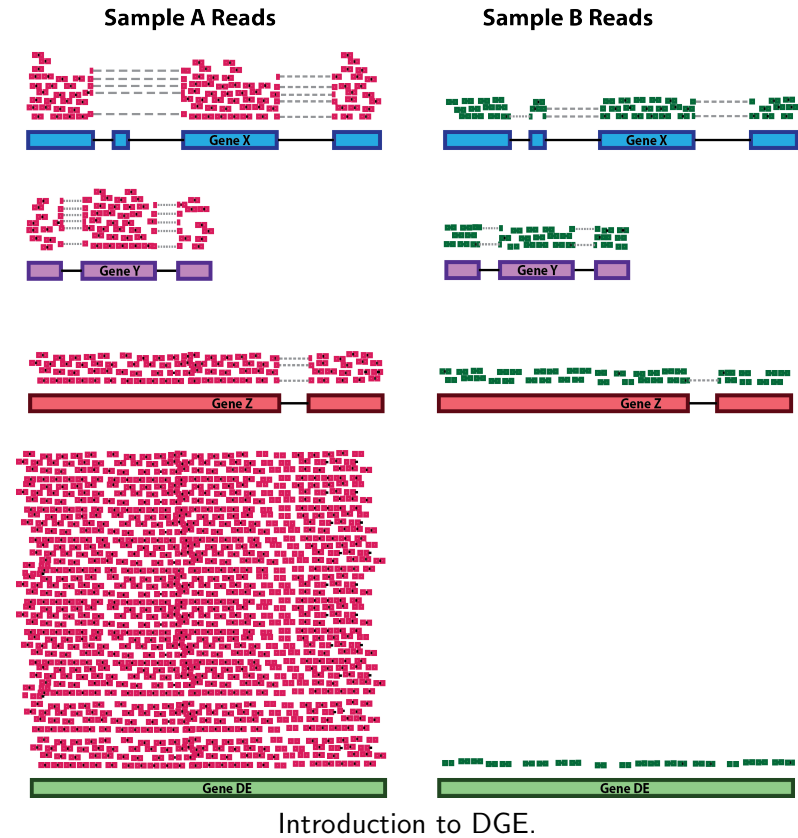 Sample A Reads
Sample B Reads
Gene X
Gene X
Gene Y
Gene Y
Gene Z
Gene Z
Gene DE
Gene DE
Introduction to DGE.